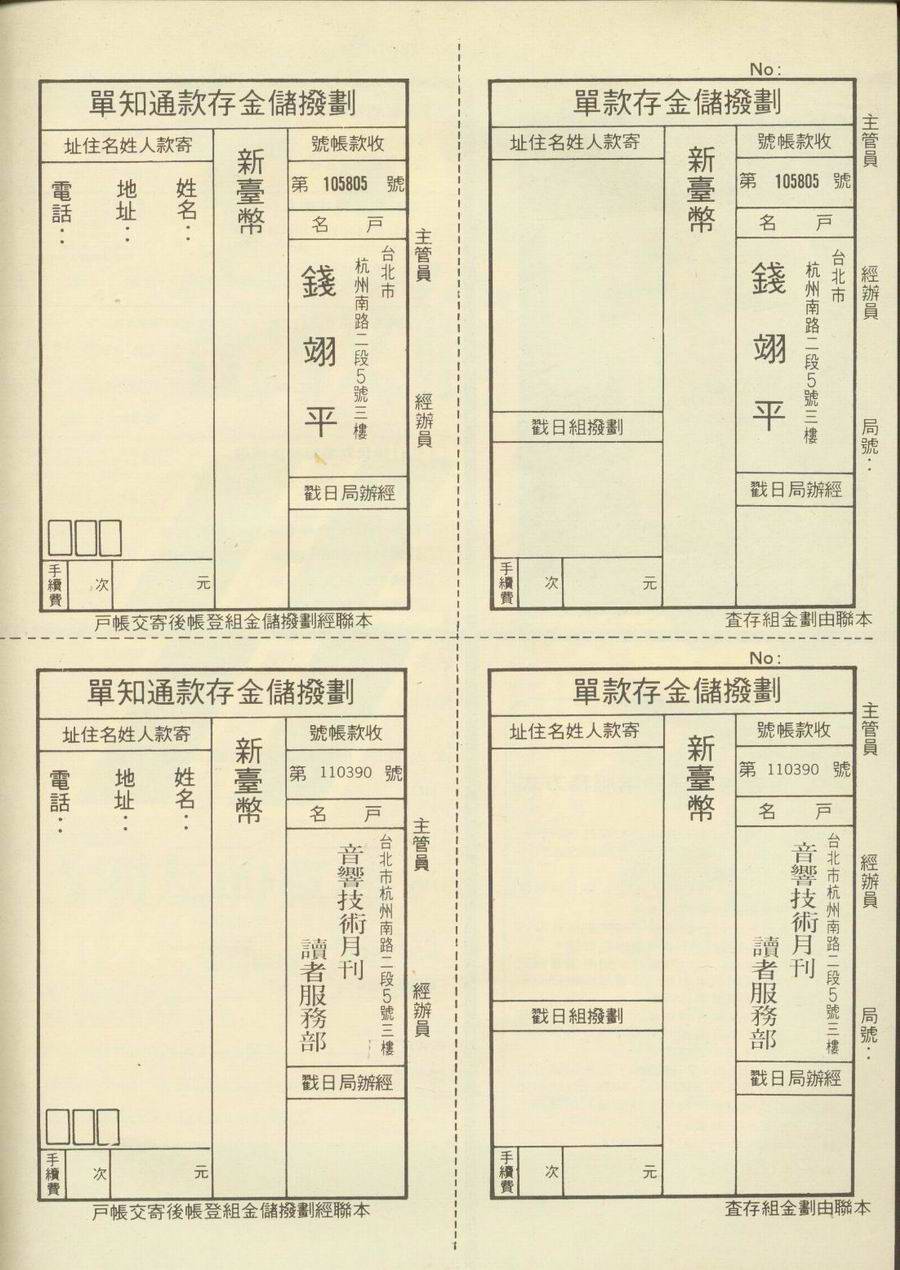 劃撥儲金存款通知單
寄款人姓名住址
姓名：
地址：
電話：
新臺幣
收款帳號
第 105805 號
戶 名
台北市
杭州南路二段5號三樓
錢翊平
經辦局日戳
手續費
次
元
主管員
經辦員
本聯經劃撥儲金組登帳後寄交帳戶
No:
劃撥儲金存款單
寄款人姓名住址
劃撥組日戳
新臺幣
收款帳號
第 105805 號
戶 名
台北市
杭州南路二段5號三樓
錢翊平
經辦局日戳
手續費
次
元
主管員
經辦員
局號：
本聯由劃金組存查
劃撥儲金存款通知單
寄款人姓名住址
姓名：
地址：
電話：
新臺幣
收款帳號
第 110390 號
戶 名
台北市杭州南路二段5號三樓
音響技術月刊
讀者服務部
經辦局日戳
手續費
次
元
主管員
經辦員
本聯經劃撥儲金組登帳後寄交帳戶
No:
劃撥儲金存款單
寄款人姓名住址
劃撥組日戳
新臺幣
收款帳號
第 110390 號
戶 名
台北市杭州南路二段5號三樓
音響技術月刊
讀者服務部
經辦局日戳
手續費
次
元
主管員
經辦員
局號：
本聯由劃金組存查